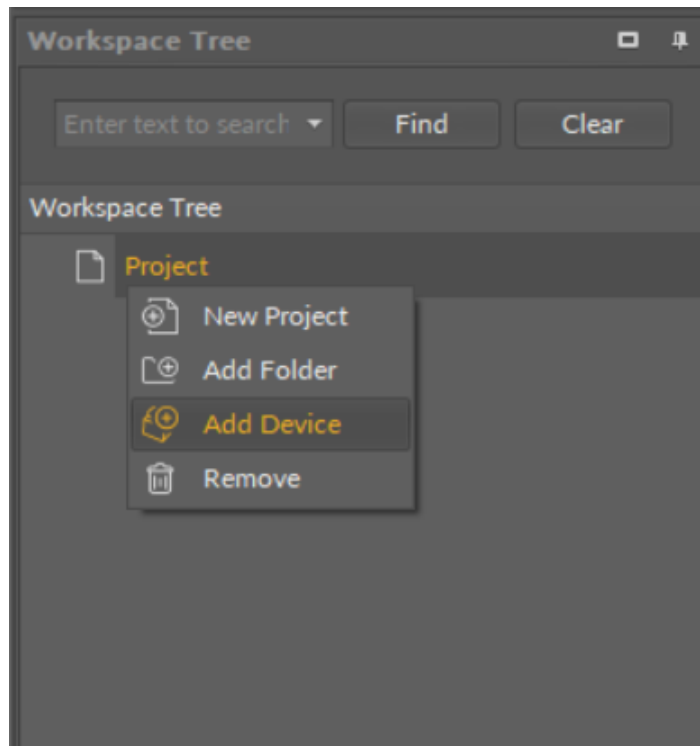 Workspace Tree
Enter text to search Find Clear
Workspace Tree
Project
New Project
Add Folder
Add Device
Remove